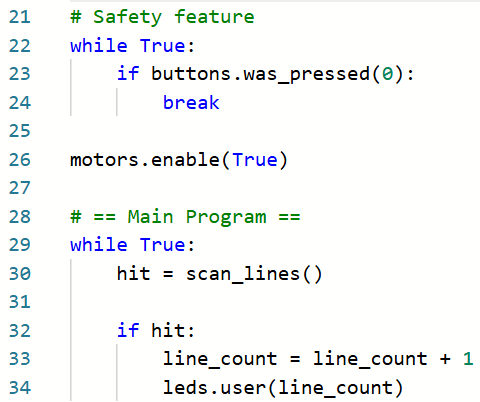 21 # Safety feature
22 while True:
23     if buttons.was_pressed(0):
24         break
25
26 motors.enable(True)
27
28 # == Main Program ==
29 while True:
30     hit = scan_lines()
31
32     if hit:
33         line_count = line_count + 1
34         leds.user(line_count)